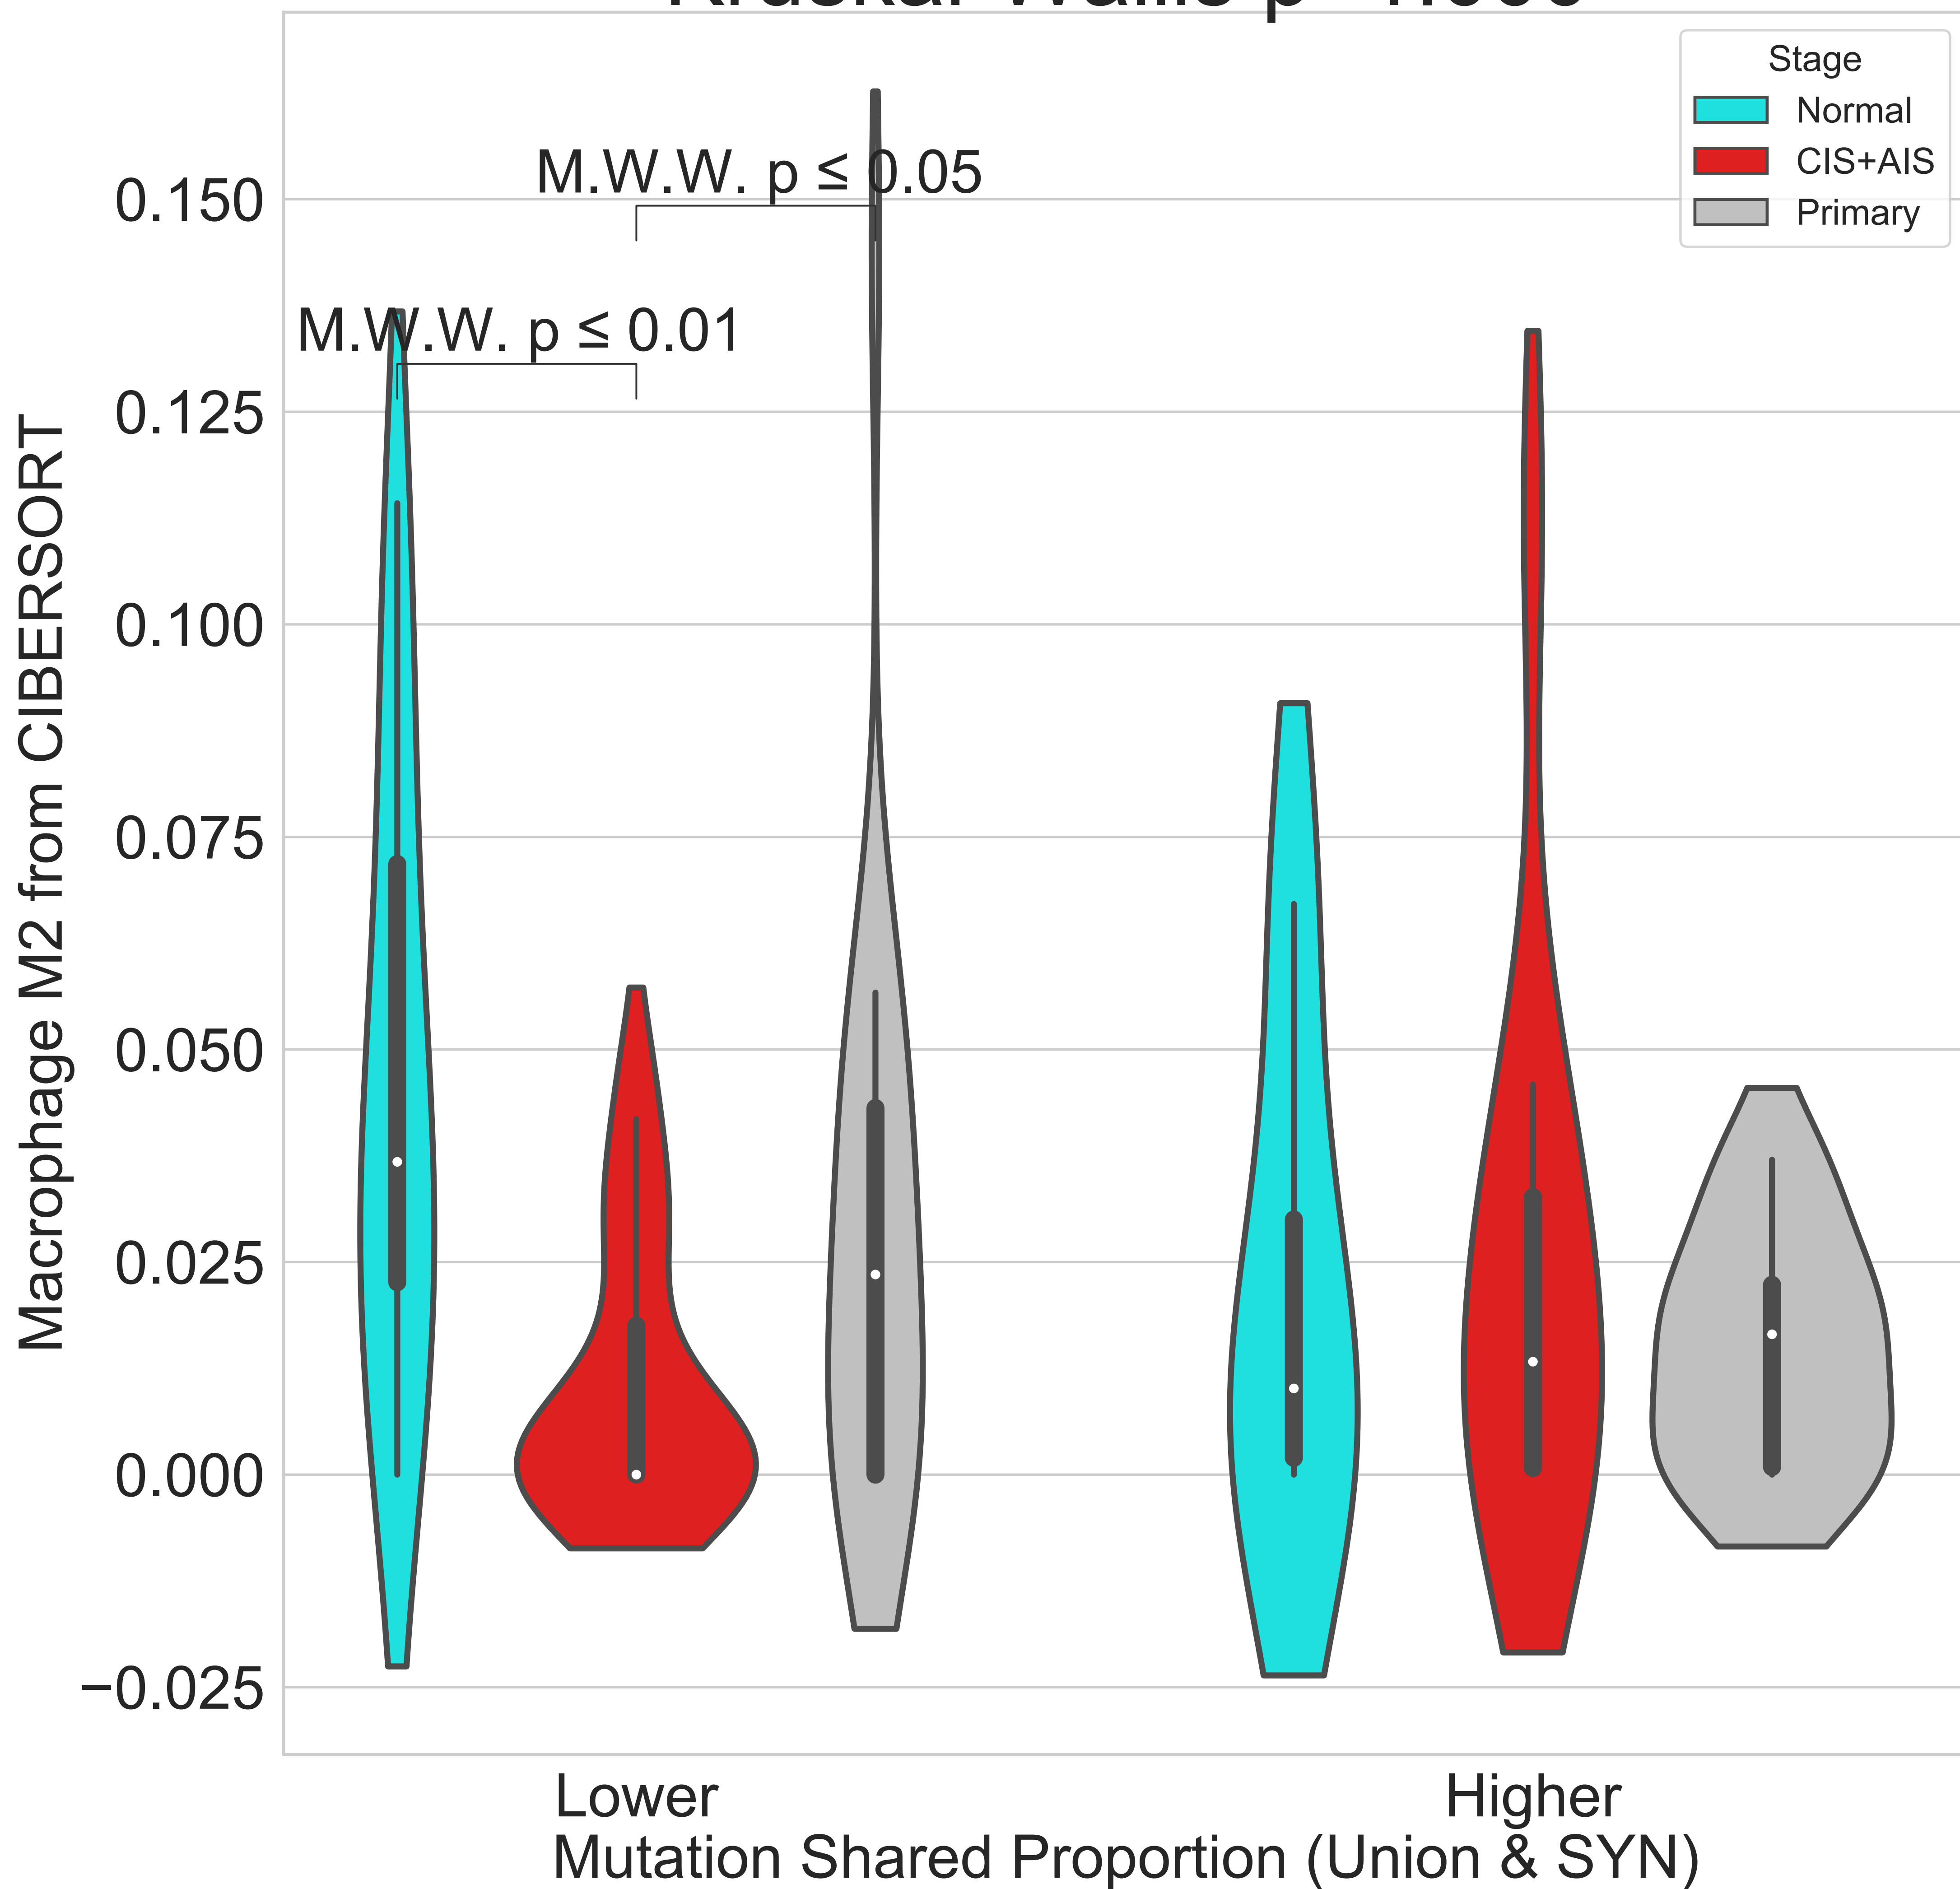 Stage
Normal
CIS+AIS
Primary
M.W.W. p ≤ 0.05
M.W.W. p ≤ 0.01
0.150
0.125
0.100
0.075
0.050
0.025
0.000
−0.025
Macrophage M2 from CIBERSORT
Lower
Higher
Mutation Shared Proportion (Union & SYN)